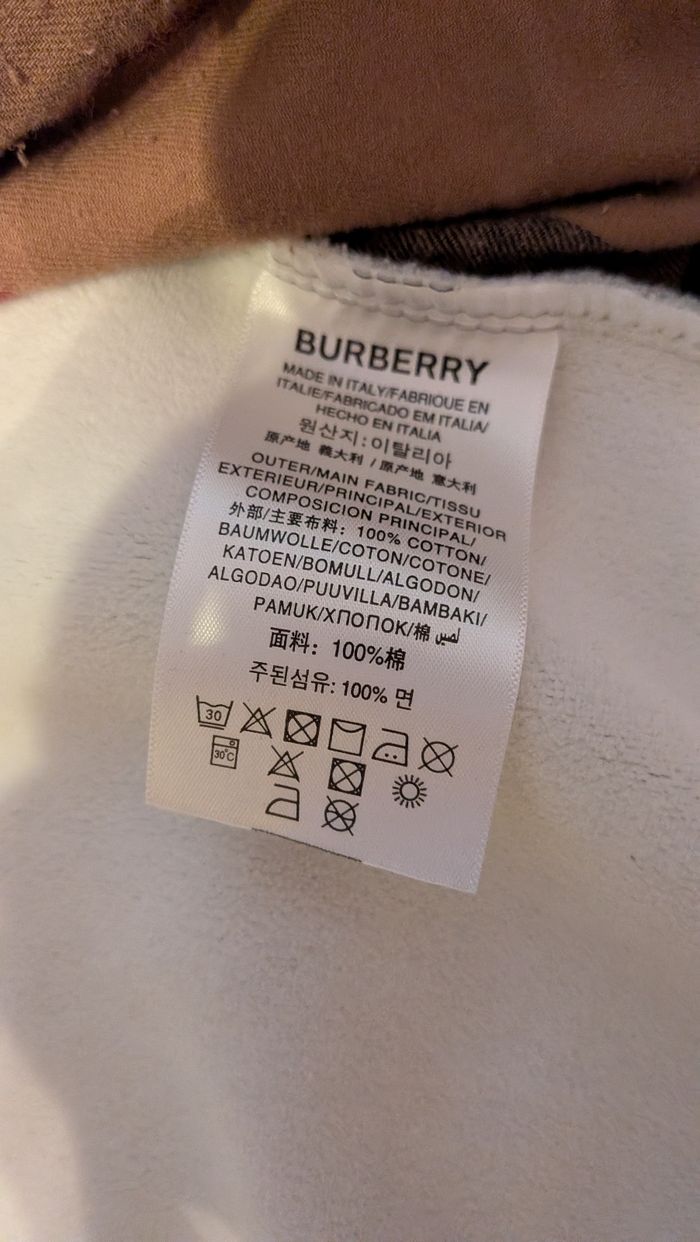 BURBERRY
MADE IN ITALY/FABRIQUE EN
ITALIE/FABRICADO EM ITALIA/
HECHO EN ITALIA
원산지:이탈리아
原产地 義大利 / 原产地 意大利
OUTER/MAIN FABRIC/TISSU
EXTERIEUR/PRINCIPAL/EXTERIOR
COMPOSICION PRINCIPAL/
外部/主要布料: 100% COTTON/
BAUMWOLLE/COTON/COTONE/
KATOEN/BOMULL/ALGODON/
ALGODAO/PUUVILLA/BAMBAKI/
PAMUK/ХПОПОК/棉
面料: 100%棉
주된섬유: 100% 면
30
30°C